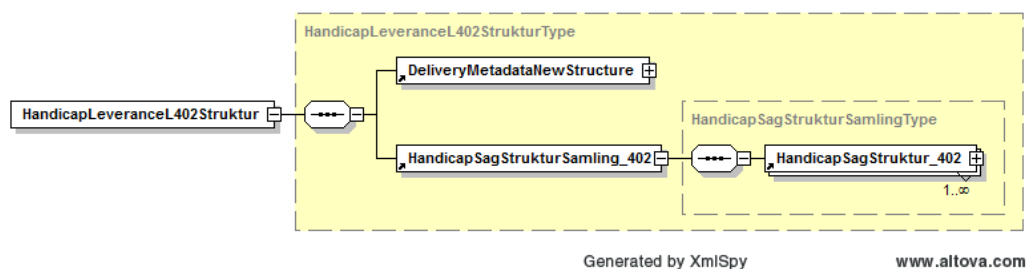 HandicapLeveranceL402StrukturType
DeliveryMetadataNewStructure
HandicapLeveranceL402Struktur
HandicapSagStrukturSamlingType
HandicapSagStrukturSamling_402
HandicapSagStruktur_402
1..∞
Generated by XmlSpy
www.altova.com